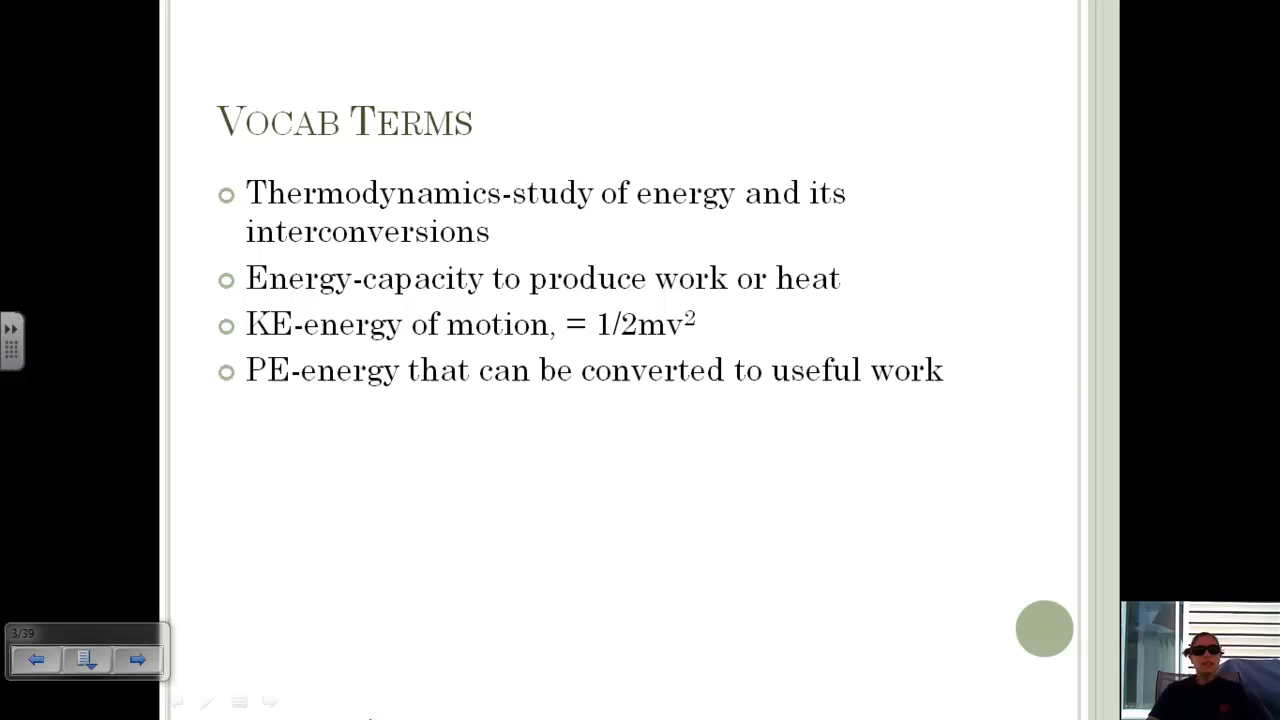 VOCAB TERMS
Thermodynamics-study of energy and its
interconversions
Energy-capacity to produce work or heat
KE-energy of motion, = 1/2mv²
PE-energy that can be converted to useful work
3/39